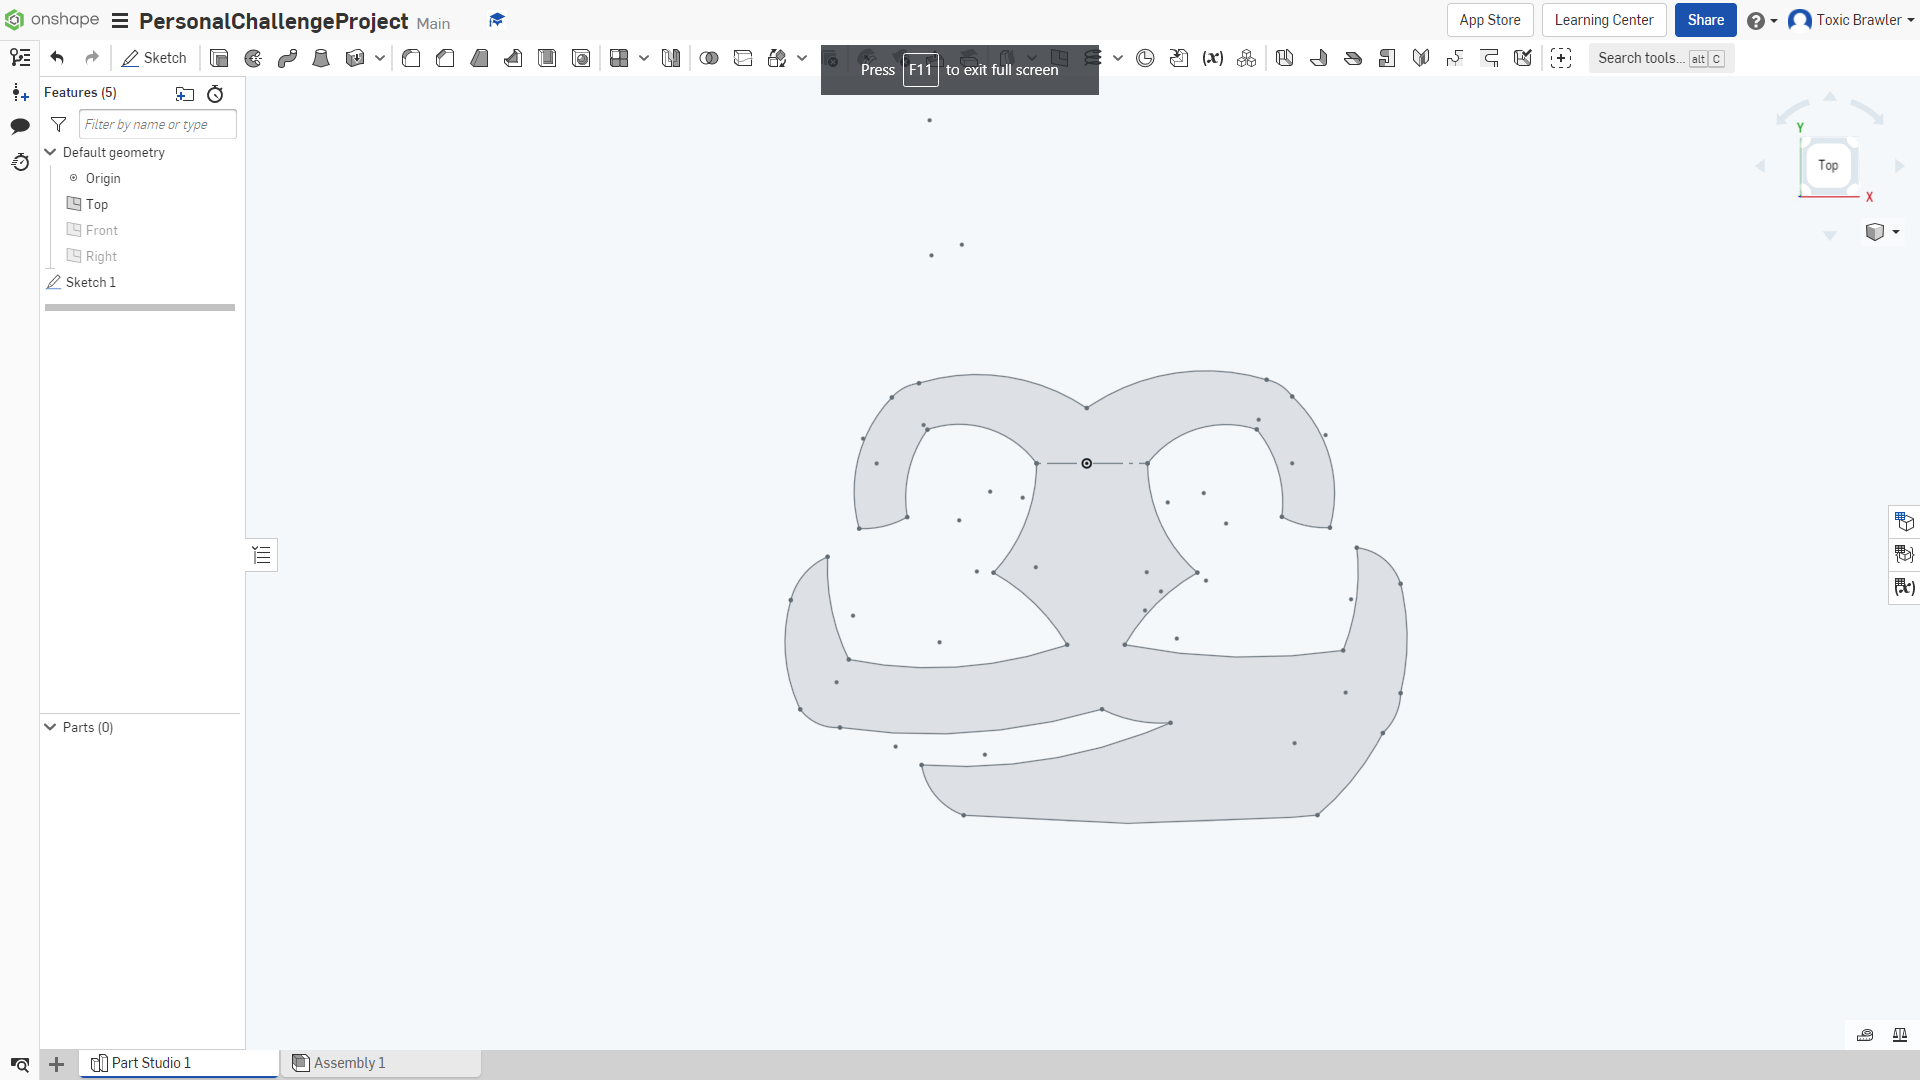 onshape
PersonalChallengeProject Main
App Store
Learning Center
Share
Toxic Brawler
Sketch
Press F11 to exit full screen
Search tools... alt C
Features (5)
Filter by name or type
Default geometry
Origin
Top
Front
Right
Sketch 1
Parts (0)
Y
Top
X
Part Studio 1
Assembly 1